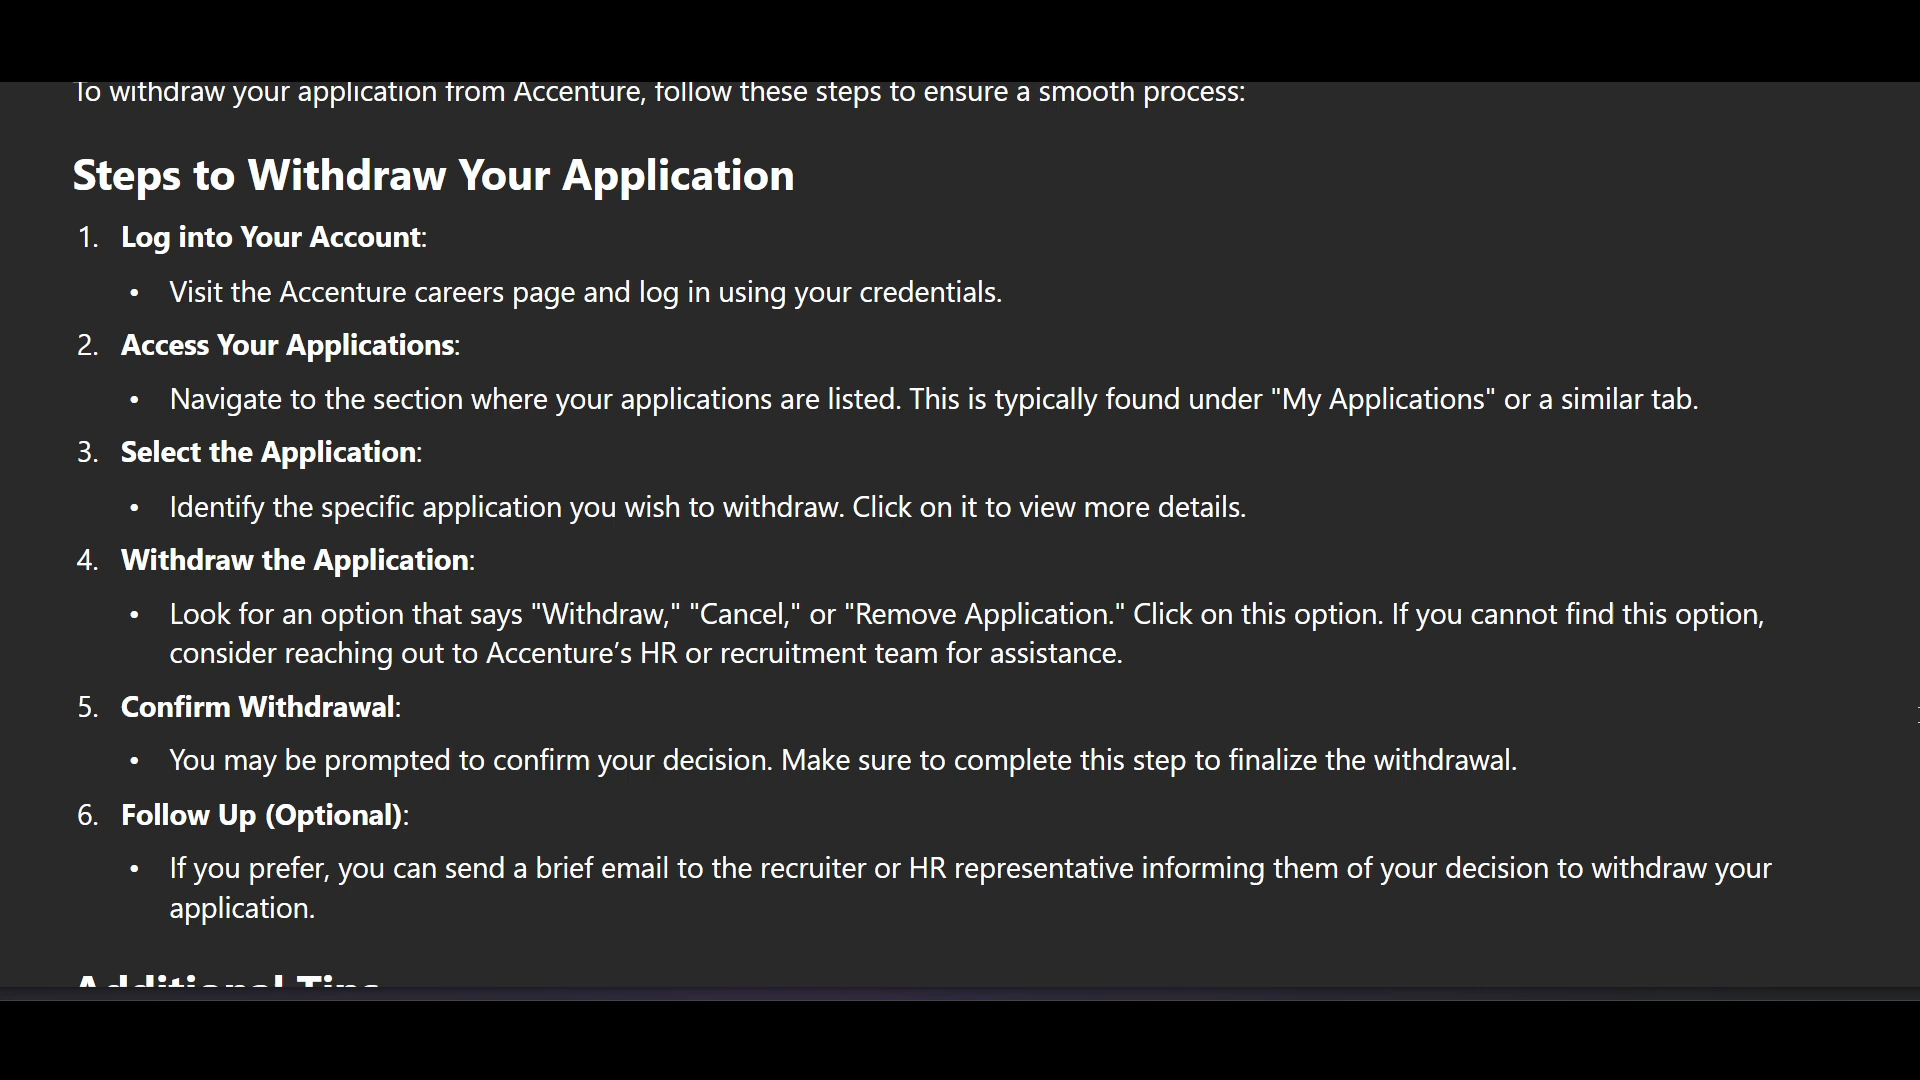 To withdraw your application from Accenture, follow these steps to ensure a smooth process:
Steps to Withdraw Your Application
1. Log into Your Account:
• Visit the Accenture careers page and log in using your credentials.
2. Access Your Applications:
• Navigate to the section where your applications are listed. This is typically found under "My Applications" or a similar tab.
3. Select the Application:
• Identify the specific application you wish to withdraw. Click on it to view more details.
4. Withdraw the Application:
• Look for an option that says "Withdraw," "Cancel," or "Remove Application." Click on this option. If you cannot find this option,
consider reaching out to Accenture’s HR or recruitment team for assistance.
5. Confirm Withdrawal:
• You may be prompted to confirm your decision. Make sure to complete this step to finalize the withdrawal.
6. Follow Up (Optional):
• If you prefer, you can send a brief email to the recruiter or HR representative informing them of your decision to withdraw your
application.
Additional Tips